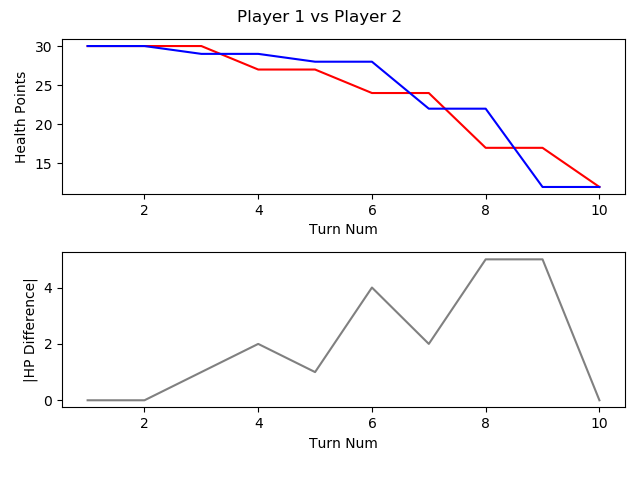 Player 1 vs Player 2
30
25
20
15
Health Points
2 4 6 8 10
Turn Num
4
2
0
|HP Difference|
2 4 6 8 10
Turn Num